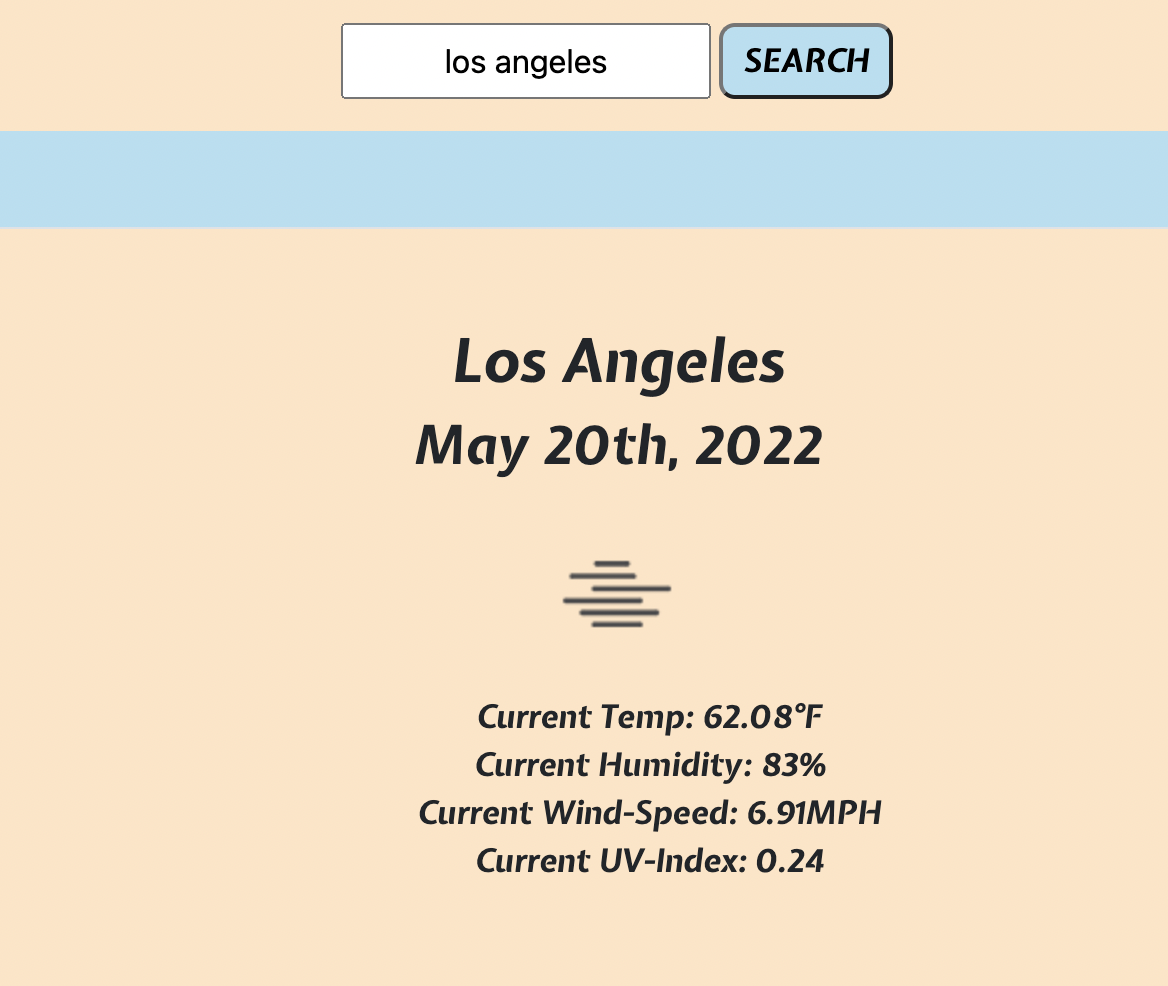 los angeles
SEARCH
Los Angeles
May 20th, 2022
Current Temp: 62.08°F
Current Humidity: 83%
Current Wind-Speed: 6.91MPH
Current UV-Index: 0.24